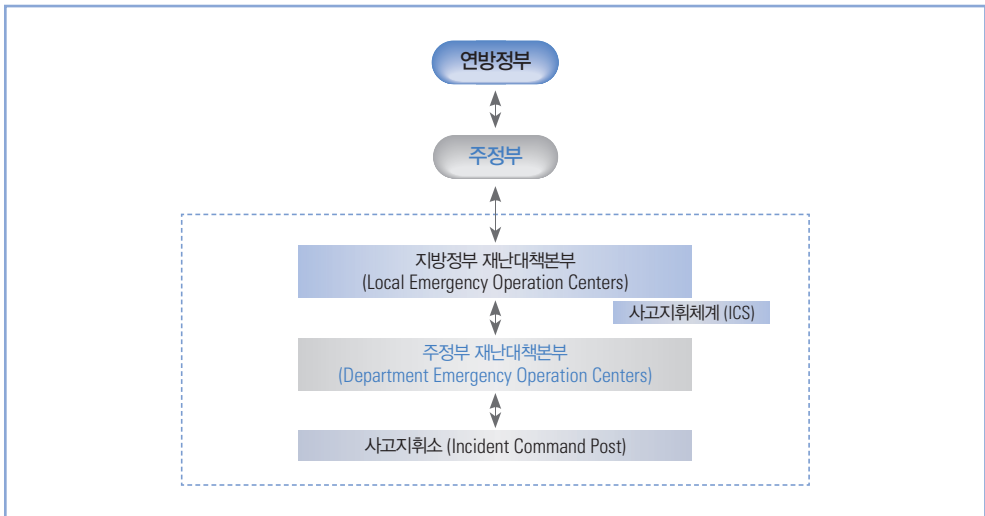 연방정부
주정부
지방정부 재난대책본부
(Local Emergency Operation Centers)
사고지휘체계 (ICS)
주정부 재난대책본부
(Department Emergency Operation Centers)
사고지휘소 (Incident Command Post)